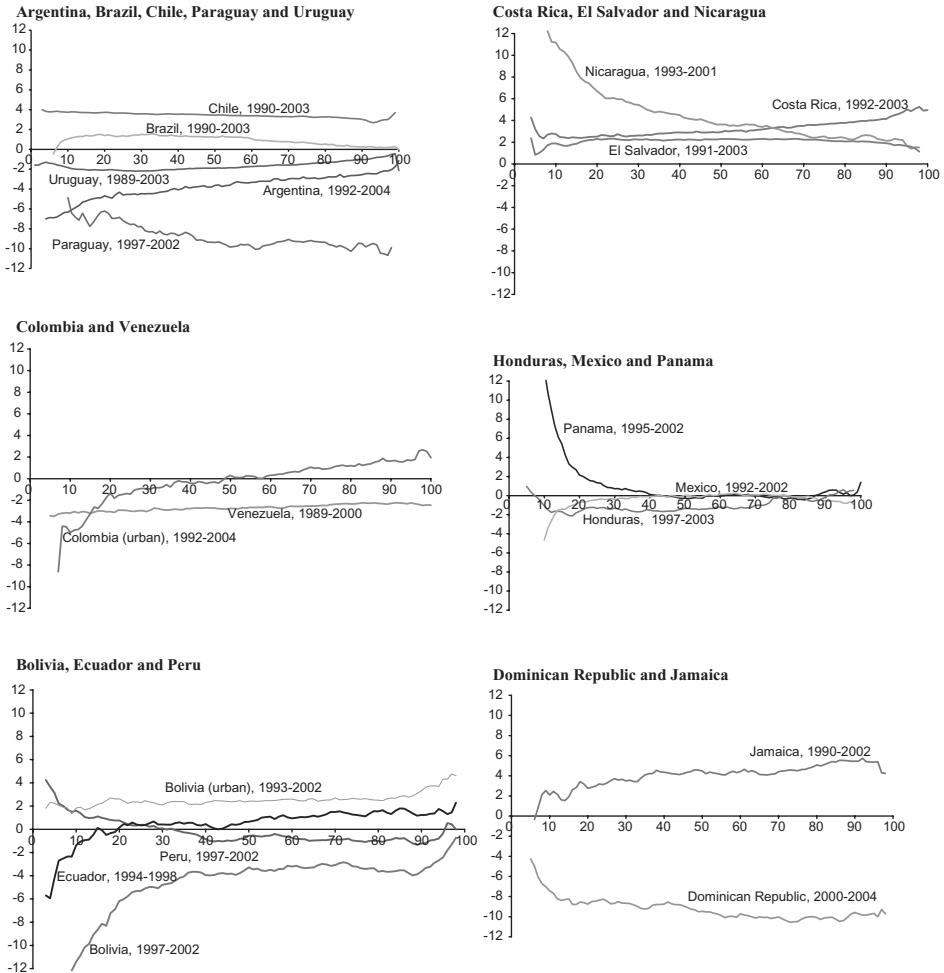 Argentina, Brazil, Chile, Paraguay and Uruguay
12
10
8
6
4
2
0
-2
-4
-6
-8
-10
-12
0 10 20 30 40 50 60 70 80 90 100
Chile, 1990-2003
Brazil, 1990-2003
Uruguay, 1989-2003
Argentina, 1992-2004
Paraguay, 1997-2002
Costa Rica, El Salvador and Nicaragua
12
10
8
6
4
2
0
-2
-4
-6
-8
-10
-12
0 10 20 30 40 50 60 70 80 90 100
Nicaragua, 1993-2001
Costa Rica, 1992-2003
El Salvador, 1991-2003
Colombia and Venezuela
12
10
8
6
4
2
0
-2
-4
-6
-8
-10
-12
0 10 20 30 40 50 60 70 80 90 100
Venezuela, 1989-2000
Colombia (urban), 1992-2004
Honduras, Mexico and Panama
12
10
8
6
4
2
0
-2
-4
-6
-8
-10
-12
0 10 20 30 40 50 60 70 80 90 100
Panama, 1995-2002
Mexico, 1992-2002
Honduras, 1997-2003
Bolivia, Ecuador and Peru
12
10
8
6
4
2
0
-2
-4
-6
-8
-10
-12
0 10 20 30 40 50 60 70 80 90 100
Bolivia (urban), 1993-2002
Peru, 1997-2002
Ecuador, 1994-1998
Bolivia, 1997-2002
Dominican Republic and Jamaica
12
10
8
6
4
2
0
-2
-4
-6
-8
-10
-12
0 10 20 30 40 50 60 70 80 90 100
Jamaica, 1990-2002
Dominican Republic, 2000-2004